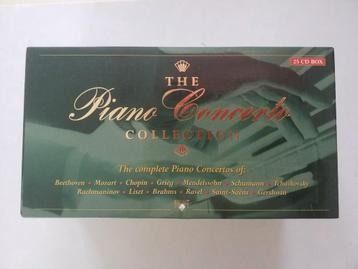 25 CD BOX
THE
Piano Concerto
COLLECTION
The complete Piano Concertos of:
Beethoven • Mozart • Chopin • Grieg • Mendelssohn • Schumann • Tchaikovsky
Rachmaninov • Liszt • Brahms • Ravel • Saint-Saëns • Gershwin